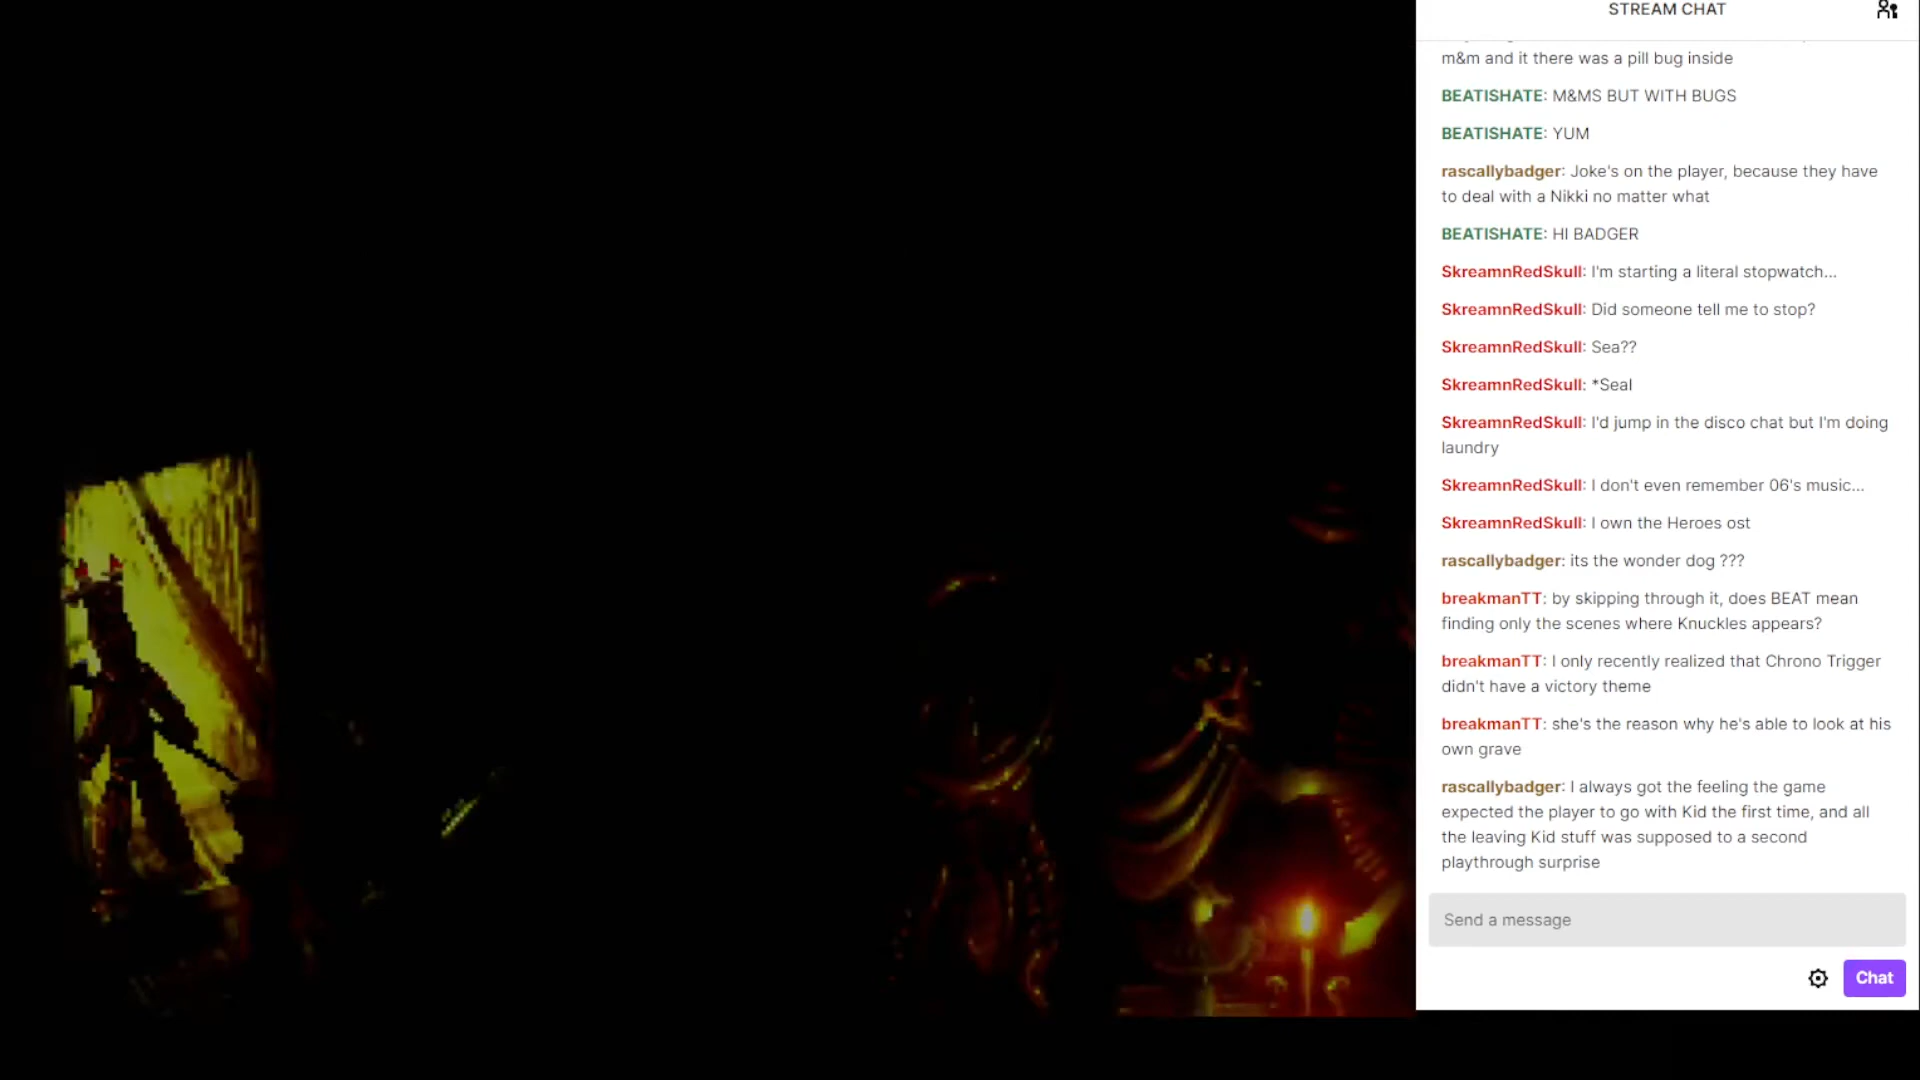 STREAM CHAT
m&m and it there was a pill bug inside
BEATISHATE: M&MS BUT WITH BUGS
BEATISHATE: YUM
rascallybadger: Joke's on the player, because they have
to deal with a Nikki no matter what
BEATISHATE: HI BADGER
SkreamnRedSkull: I'm starting a literal stopwatch...
SkreamnRedSkull: Did someone tell me to stop?
SkreamnRedSkull: Sea??
SkreamnRedSkull: *Seal
SkreamnRedSkull: I'd jump in the disco chat but I'm doing
laundry
SkreamnRedSkull: I don't even remember 06's music...
SkreamnRedSkull: I own the Heroes ost
rascallybadger: its the wonder dog ???
breakmanTT: by skipping through it, does BEAT mean
finding only the scenes where Knuckles appears?
breakmanTT: I only recently realized that Chrono Trigger
didn't have a victory theme
breakmanTT: she's the reason why he's able to look at his
own grave
rascallybadger: I always got the feeling the game
expected the player to go with Kid the first time, and all
the leaving Kid stuff was supposed to a second
playthrough surprise
Send a message
Chat